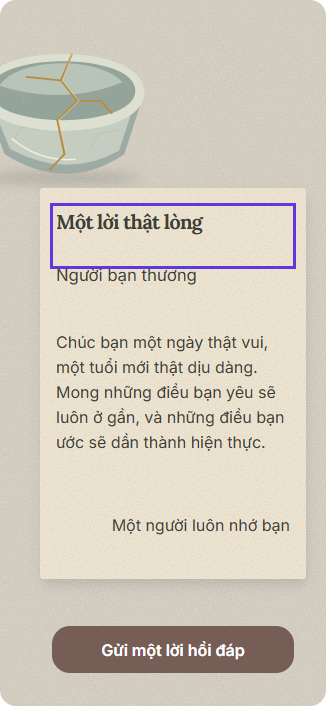 Một lời thật lòng
Người bạn thương
Chúc bạn một ngày thật vui,
một tuổi mới thật dịu dàng.
Mong những điều bạn yêu sẽ
luôn ở gần, và những điều bạn
ước sẽ dần thành hiện thực.
Một người luôn nhớ bạn
Gửi một lời hồi đáp